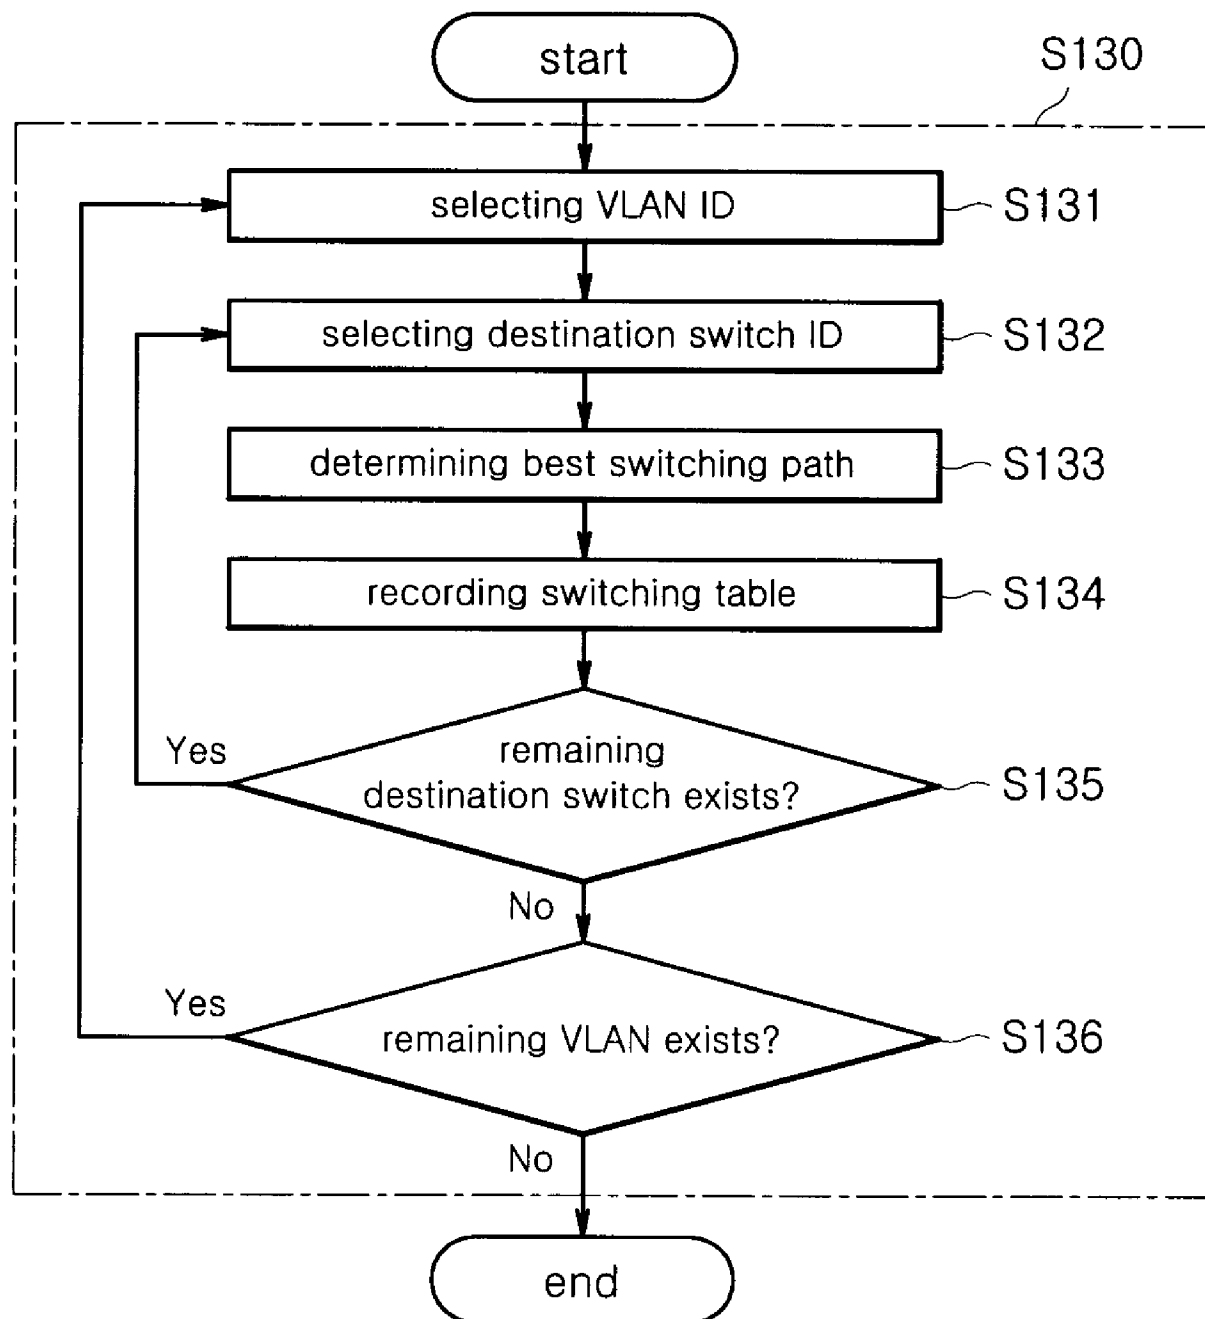 start
S130
selecting VLAN ID
S131
selecting destination switch ID
S132
determining best switching path
S133
recording switching table
S134
Yes
remaining
destination switch exists?
S135
No
Yes
remaining VLAN exists?
S136
No
end